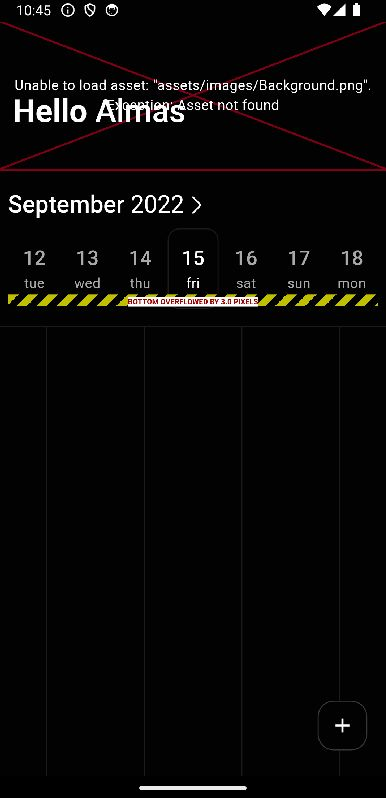 10:45
Unable to load asset: "assets/images/Background.png".
Exception: Asset not found
Hello Almas
September 2022
12 13 14 15 16 17 18
tue wed thu fri sat sun mon
BOTTOM OVERFLOWED BY 3.0 PIXELS
+